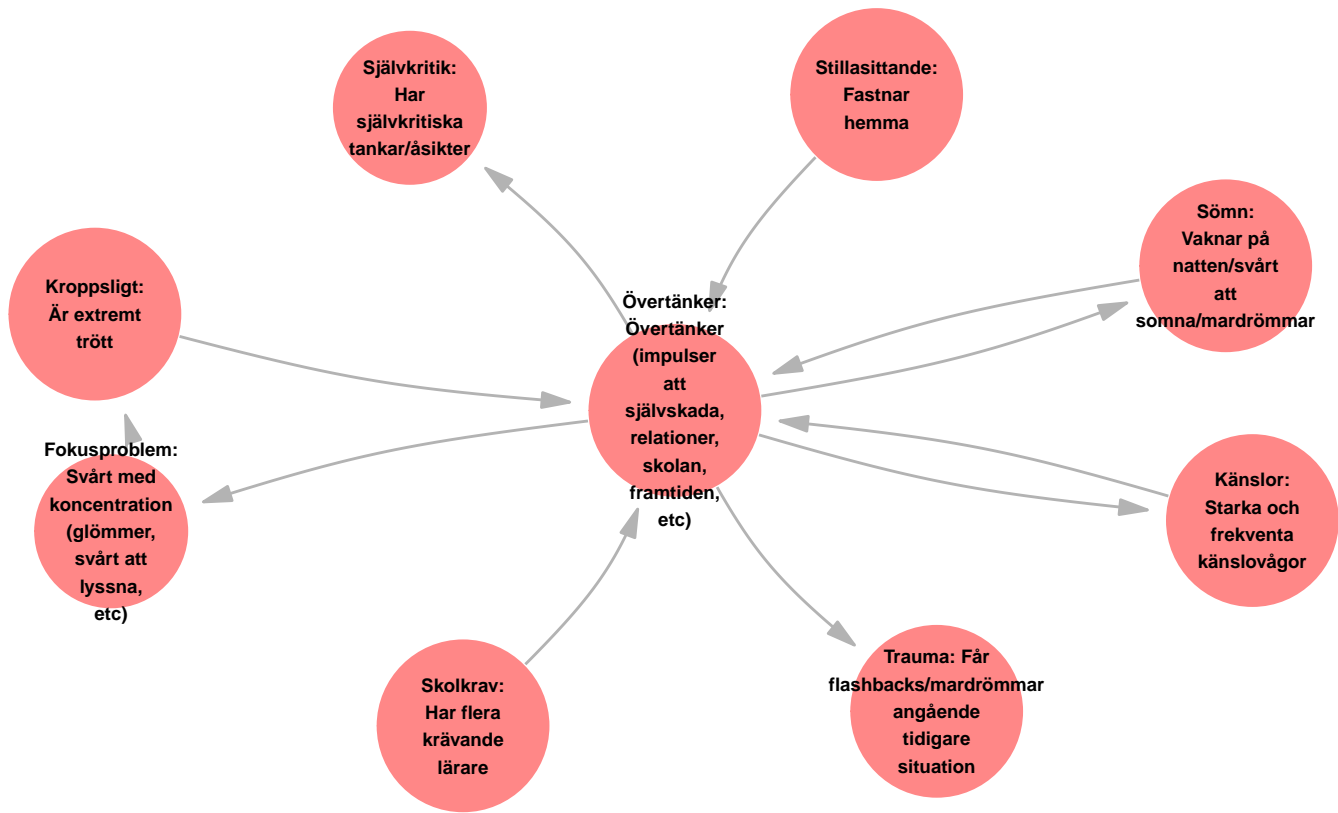 Självkritik:
Har
självkritiska
tankar/åsikter
Stillasittande:
Fastnar
hemma
Sömn:
Vaknar på
natten/svårt
att
somna/mardrömmar
Kroppsligt:
Är extremt
trött
Övertänker:
Övertänker
(impulser
att
självskada,
relationer,
skolan,
framtiden,
etc)
Fokusproblem:
Svårt med
koncentration
(glömmer,
svårt att
lyssna,
etc)
Känslor:
Starka och
frekventa
känslovågor
Skolkrav:
Har flera
krävande
lärare
Trauma: Får
flashbacks/mardrömmar
angående
tidigare
situation